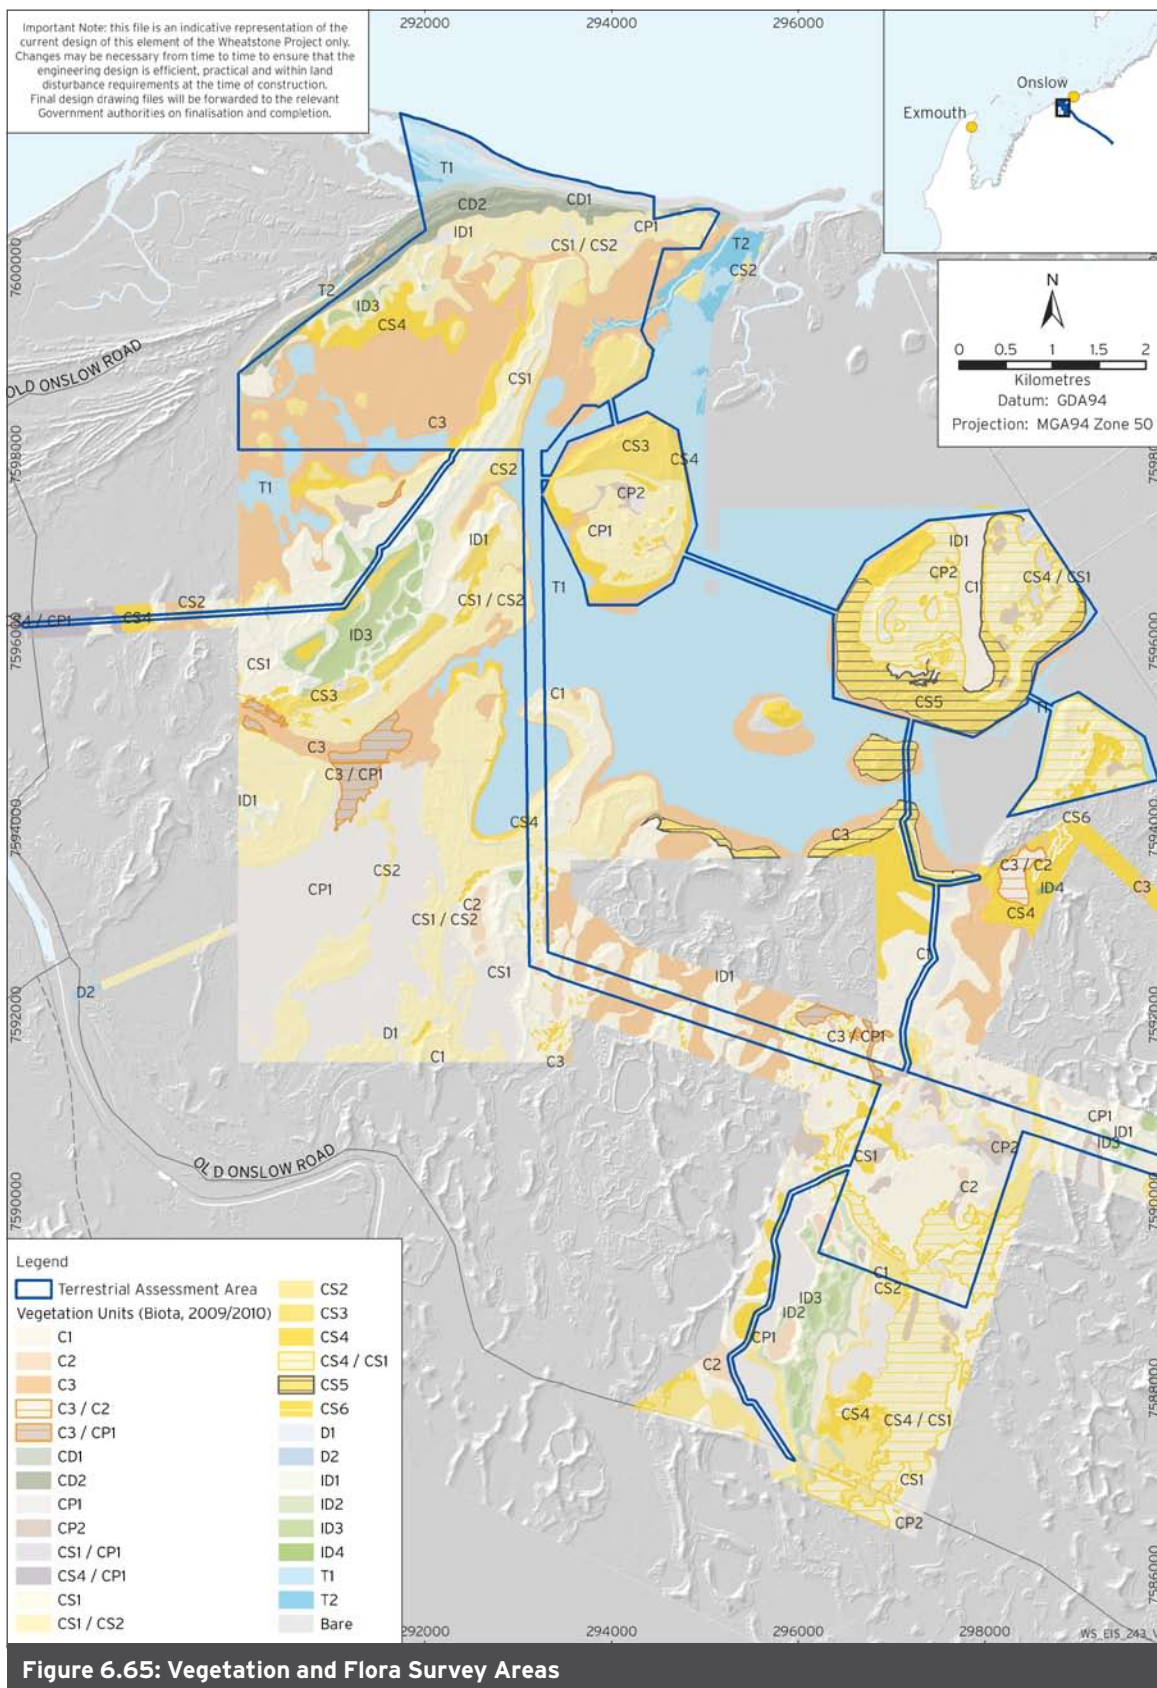 292000
294000
296000
Important Note: this file is an indicative representation of the
current design of this element of the Wheatstone Project only.
Changes may be necessary from time to time to ensure that the
engineering design is efficient, practical and within land
disturbance requirements at the time of construction.
Final design drawing files will be forwarded to the relevant
Government authorities on finalisation and completion.
Onslow
Exmouth
N
0 0.5 1 1.5 2
Kilometres
Datum: GDA94
Projection: MGA94 Zone 50
7600000
7598000
7596000
7594000
7592000
7590000
7596000
7594000
7592000
7590000
7588000
7586000
T1
CD2
CD1
ID1
CP1
CS1 / CS2
T2
CS2
T2
ID3
CS4
OLD ONSLOW ROAD
CS1
C3
CS3
CS4
CS2
T1
CP2
CP1
ID1
ID1
CP2
C1
CS4 / CS1
T1
CS1 / CS2
CS2
CS4
4 / CP1
ID3
CS1
CS3
C1
CS5
T1
C3
C3 / CP1
ID1
CS4
C3
CS6
C3 / C2
ID4
C3
CS4
CP1
CS2
C2
CS1 / CS2
C1
CS1
ID1
D2
D1
C1
C3
C3 / CP1
CP1
ID1
ID3
CP2
CS1
C2
OLD ONSLOW ROAD
C1
CS2
ID3
ID2
CP1
C2
CS4
CS4 / CS1
CS1
CP2
Legend
Terrestrial Assessment Area
Vegetation Units (Biota, 2009/2010)
C1
C2
C3
C3 / C2
C3 / CP1
CD1
CD2
CP1
CP2
CS1 / CP1
CS4 / CP1
CS1
CS1 / CS2
CS2
CS3
CS4
CS4 / CS1
CS5
CS6
D1
D2
ID1
ID2
ID3
ID4
T1
T2
Bare
292000
294000
296000
298000
Figure 6.65: Vegetation and Flora Survey Areas